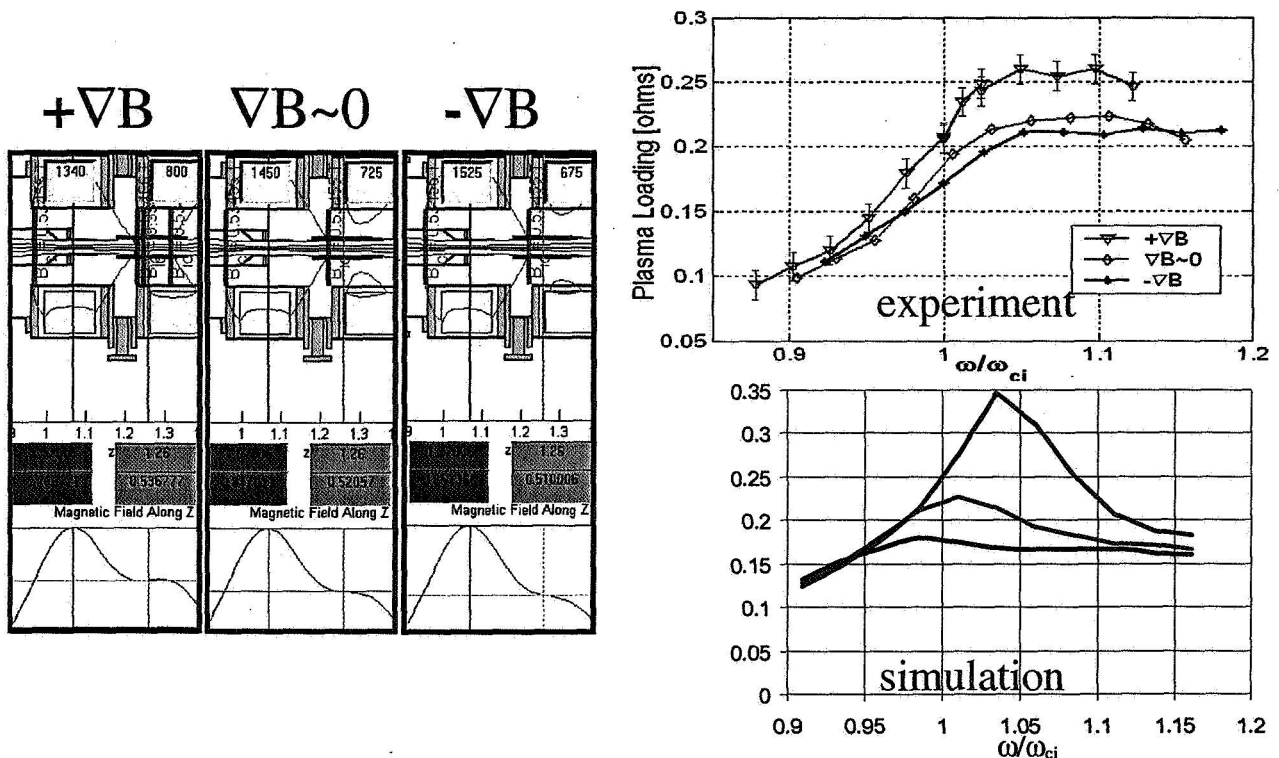 +∇B
∇B~0
-∇B
1340
800
1450
725
1525
675
1
1.1
1.2
1.3
1
1.1
1.2
1.3
1
1.1
1.2
1.3
z
1.26
z
1.26
z
1.26
0.536777
0.52057
0.510006
Magnetic Field Along Z
Magnetic Field Along Z
Magnetic Field Along Z
0.3
0.25
0.2
0.15
0.1
0.05
Plasma Loading [ohms]
+∇B
∇B~0
-∇B
experiment
0.9
1
1.1
1.2
ω/ω_ci
0.35
0.3
0.25
0.2
0.15
0.1
0.05
0
simulation
0.9
0.95
1
1.05
1.1
1.15
1.2
ω/ω_ci